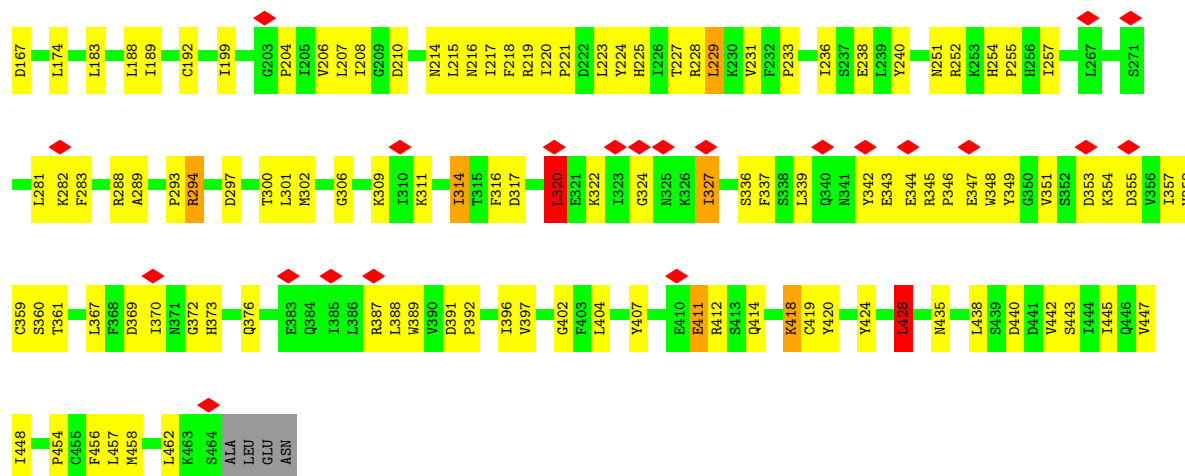 D167 L174 L183 L188 I189 C192 I199 G203 P204 I205 V206 L207 I208 G209 D210 N214 L215 N216 I217 F218 R219 I220 P221 D222 L223 Y224 H225 I226 T227 R228 L229 K230 V231 F232 P233 I236 S237 E238 L239 Y240 N251 R252 K253 H254 P255 H256 I257 L267 S271
L281 K282 F283 R288 A289 P293 R294 D297 T300 L301 M302 G306 K309 I310 K311 I314 T315 F316 D317 L320 E321 K322 I323 G324 N325 K326 I327 S336 F337 S338 L339 Q340 N341 Y342 E343 E344 R345 P346 E347 W348 Y349 G350 V351 S352 D353 K354 D355 V356 I357
C359 S360 T361 L367 F368 D369 I370 N371 G372 H373 Q376 E383 Q384 I385 L386 R387 L388 W389 V390 D391 P392 I396 V397 G402 F403 L404 Y407 E410 E411 R412 S413 Q414 K418 C419 Y420 Y424 L428 N435 L438 S439 D440 D441 V442 S443 I444 I445 Q446 V447
I448 P454 C455 F456 L457 M458 L462 K463 S464 ALA LEU GLU ASN